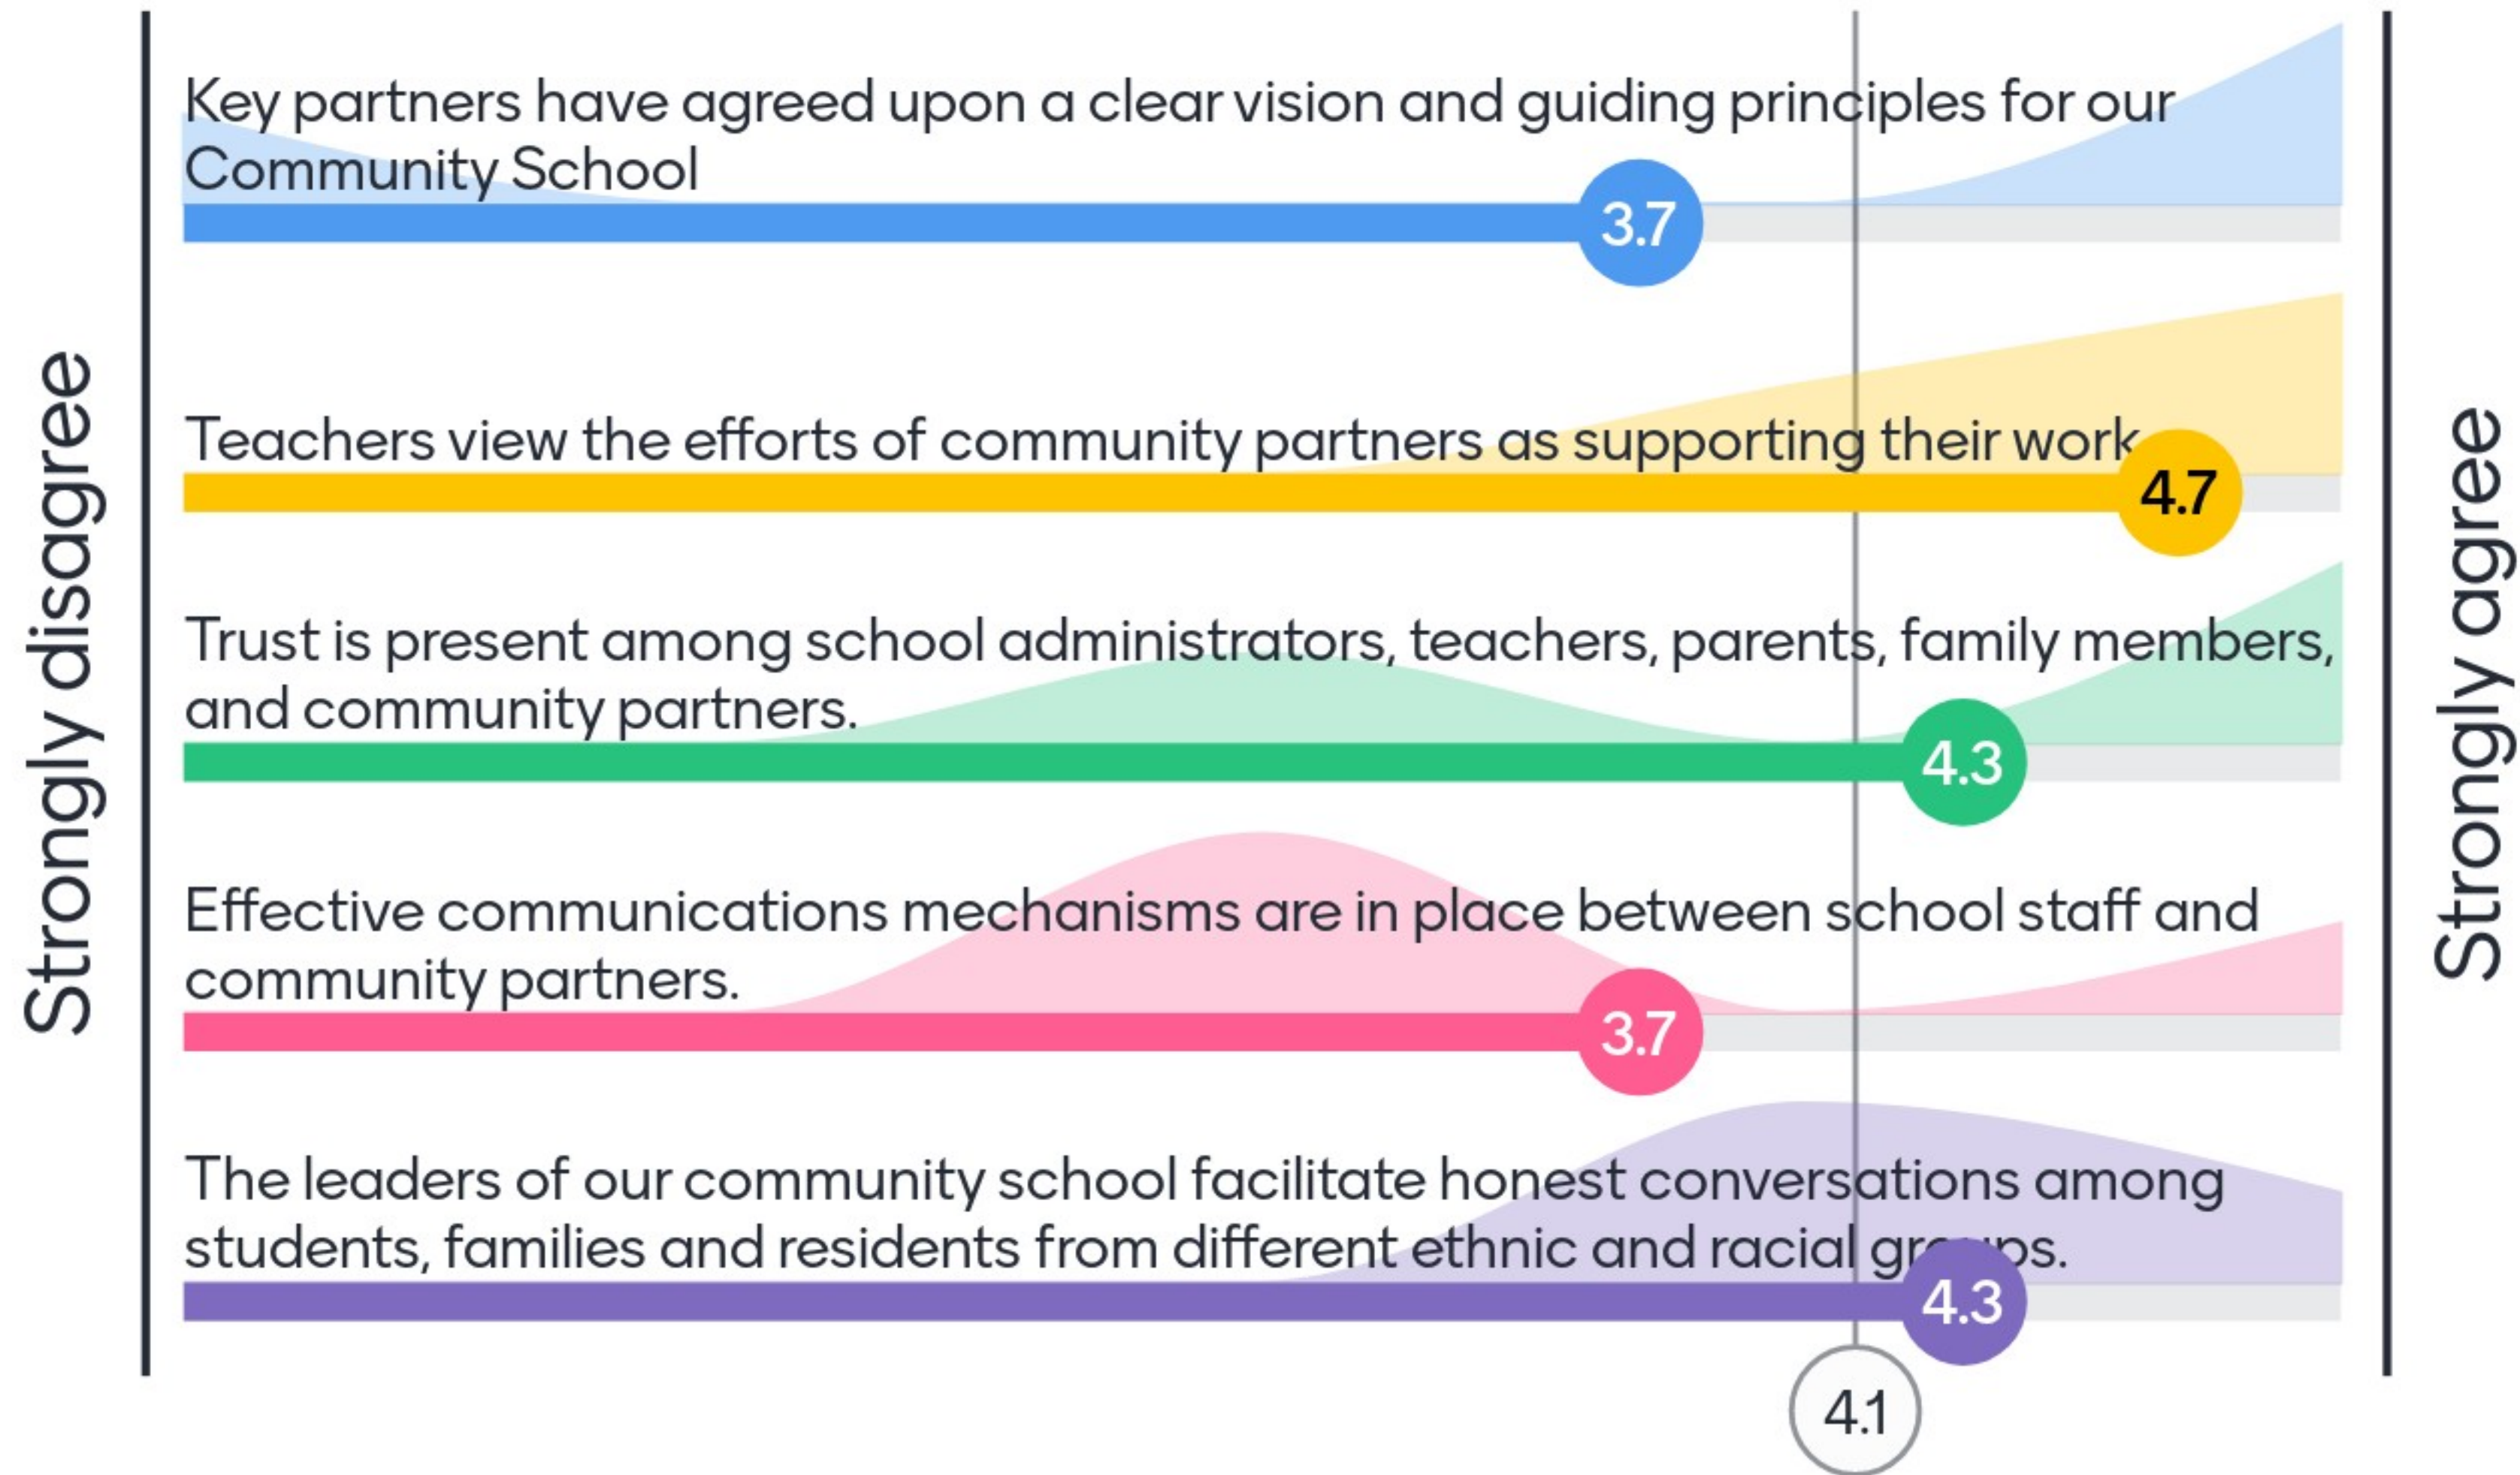 Strongly disagree
Key partners have agreed upon a clear vision and guiding principles for our
Community School
3.7
Teachers view the efforts of community partners as supporting their work
4.7
Trust is present among school administrators, teachers, parents, family members,
and community partners.
4.3
Effective communications mechanisms are in place between school staff and
community partners.
3.7
The leaders of our community school facilitate honest conversations among
students, families and residents from different ethnic and racial groups.
4.3
4.1
Strongly agree